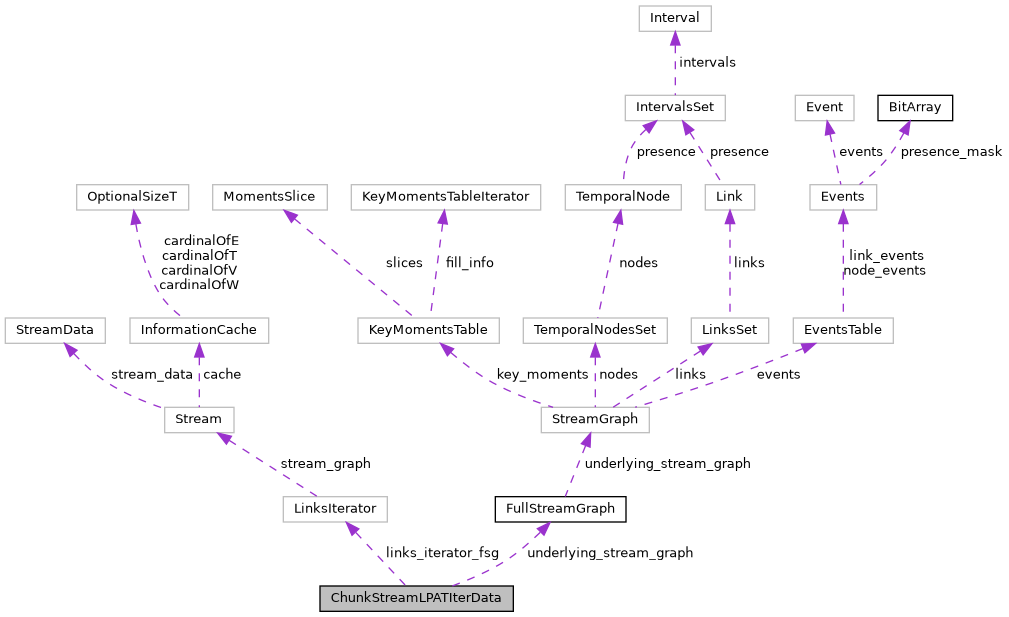 Interval
intervals
IntervalsSet
Event
BitArray
presence
presence
events
presence_mask
OptionalSizeT
MomentsSlice
KeyMomentsTableIterator
TemporalNode
Link
Events
cardinalOfE
cardinalOfT
cardinalOfV
cardinalOfW
slices
fill_info
nodes
links
link_events
node_events
StreamData
InformationCache
KeyMomentsTable
TemporalNodesSet
LinksSet
EventsTable
stream_data
cache
key_moments
nodes
links
events
Stream
StreamGraph
stream_graph
underlying_stream_graph
LinksIterator
FullStreamGraph
links_iterator_fsg
underlying_stream_graph
ChunkStreamLPATIterData